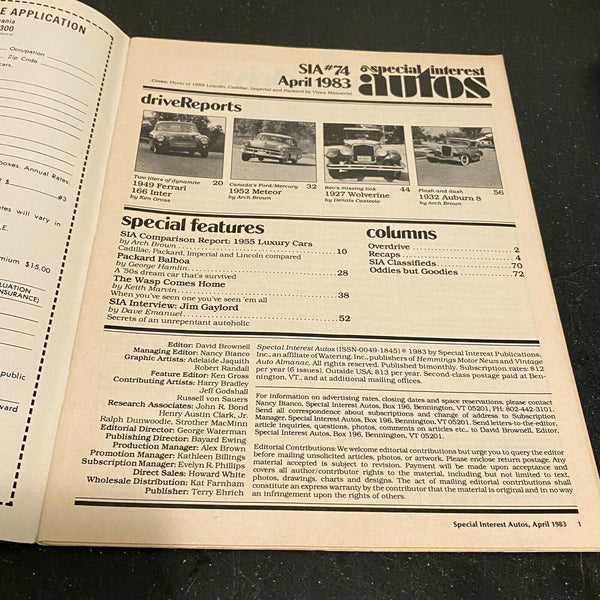 E APPLICATION
vania
300
Occupation
Zip Code
cars.
boxes. Annual Rates:
e $
#3
ates will vary in
L.E.
mium $15.00
LUATION
INSURANCE)
public
ward
SIA #74
April 1983
special interest
autos
Cover: Photo of 1955 Lincoln, Cadillac, Imperial and Packard by Vince Manocchi
driveReports
Two liters of dynamite 20
1949 Ferrari
166 Inter
by Ken Gross
Canada's Ford/Mercury 32
1952 Meteor
by Arch Brown
Reo's missing link 44
1927 Wolverine
by Dennis Casteele
Flash and dash 56
1932 Auburn 8
by Arch Brown
special features
SIA Comparison Report: 1955 Luxury Cars
by Arch Brown 10
Cadillac, Packard, Imperial and Lincoln compared
Packard Balboa
by George Hamlin 28
A '50s dream car that's survived
The Wasp Comes Home
by Keith Marvin 38
When you've seen one you've seen 'em all
SIA Interview: Jim Gaylord
by Dave Emanuel 52
Secrets of an unrepentant autoholic
columns
Overdrive 2
Recaps 4
SIA Classifieds 70
Oddies but Goodies 72
Editor: David Brownell
Managing Editor: Nancy Bianco
Graphic Artists: Adelaide Jaquith
Robert Randall
Feature Editor: Ken Gross
Contributing Artists: Harry Bradley
Jeff Godshall
Russell von Sauers
Research Associates: John R. Bond
Henry Austin Clark, Jr.
Ralph Dunwoodie, Strother MacMinn
Editorial Director: George Waterman
Publishing Director: Bayard Ewing
Production Manager: Alex Brown
Promotion Manager: Kathleen Billings
Subscription Manager: Evelyn R. Phillips
Direct Sales: Howard White
Wholesale Distribution: Kat Farnham
Publisher: Terry Ehrich
Special Interest Autos (ISSN-0049-1845) © 1983 by Special Interest Publications,
Inc., an affiliate of Watering, Inc., publishers of Hemmings Motor News and Vintage
Auto Almanac. All rights reserved. Published bimonthly. Subscription rates: $12
per year (6 issues). Outside USA: $13 per year. Second-class postage paid at Ben-
nington, VT., and at additional mailing offices.
For information on advertising rates, closing dates and space reservations, please contact
Nancy Bianco, Special Interest Autos, Box 196, Bennington, VT 05201. PH: 802-442-3101.
Send all correspondence about subscriptions and change of address to Subscription
Manager, Special Interest Autos, Box 196, Bennington, VT 05201. Send letters-to-the-editor,
article inquiries, questions, photos, comments on articles etc., to David Brownell, Editor,
Special Interest Autos, Box 196, Bennington, VT 05201.
Editorial Contributions: We welcome editorial contributions but urge you to query the editor
before mailing unsolicited articles, photos, or artwork. Please enclose return postage. Any
material accepted is subject to revision. Payment will be made upon acceptance and
covers all author/contributor rights to the material, including but not limited to text,
photos, drawings, charts and designs. The act of mailing editorial contributions shall
constitute an express warranty by the contributor that the material is original and in no way
an infringement upon the rights of others.
Special Interest Autos, April 1983 1